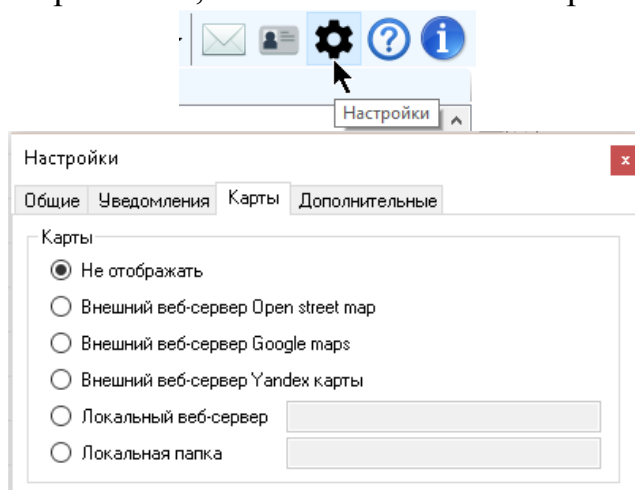 Настройки
Настройки
Общие Уведомления Карты Дополнительные
Карты
Не отображать
Внешний веб-сервер Open street map
Внешний веб-сервер Google maps
Внешний веб-сервер Yandex карты
Локальный веб-сервер
Локальная папка